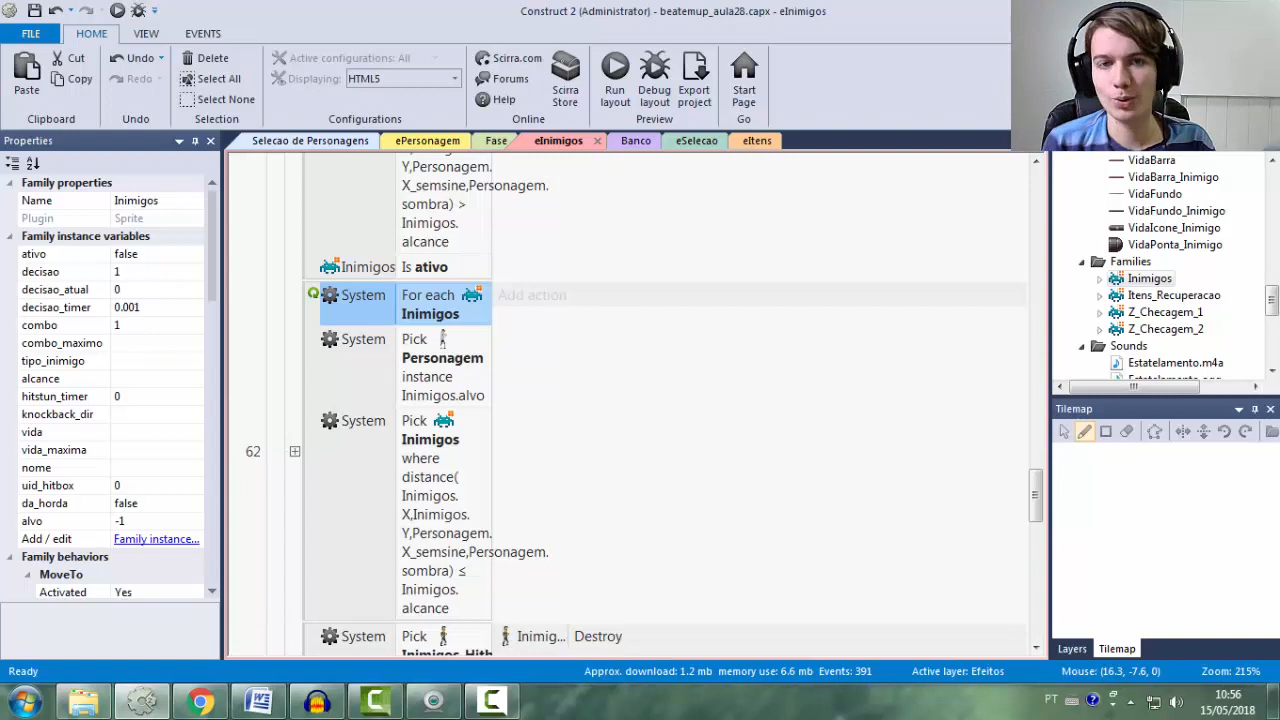 Construct 2 (Administrator) - beatemup_aula28.capx - eInimigos
FILE HOME VIEW EVENTS
Paste Cut Copy
Clipboard
Undo Redo
Undo
Delete
Select All
Select None
Selection
Active configurations: All
Displaying: HTML5
Configurations
Scirra.com
Forums
Help
Scirra Store
Online
Run layout
Debug layout
Export project
Preview
Start Page
Go
Properties
Family properties
Name Inimigos
Plugin Sprite
Family instance variables
ativo false
decisao 1
decisao_atual 0
decisao_timer 0.001
combo 1
combo_maximo
tipo_inimigo
alcance
hitstun_timer 0
knockback_dir
vida
vida_maxima
nome
uid_hitbox 0
da_horda false
alvo -1
Add / edit Family instance...
Family behaviors
MoveTo
Activated Yes
Selecao de Personagens ePersonagem Fase eInimigos Banco eSelecao eItens
Y,Personagem.
X_semsine,Personagem.
sombra) >
Inimigos.
alcance
Inimigos Is ativo
System For each
Inimigos
Add action
System Pick
Personagem
instance
Inimigos.alvo
System Pick
Inimigos
where
distance(
Inimigos.
X,Inimigos.
Y,Personagem.
X_semsine,Personagem.
sombra) ≤
Inimigos.
alcance
62
System Pick
Inimig... Destroy
VidaBarra
VidaBarra_Inimigo
VidaFundo
VidaFundo_Inimigo
VidaIcone_Inimigo
VidaPonta_Inimigo
Families
Inimigos
Itens_Recuperacao
Z_Checagem_1
Z_Checagem_2
Sounds
Estatelamento.m4a
Tilemap
Layers Tilemap
Ready
Approx. download: 1.2 mb memory use: 6.6 mb Events: 391
Active layer: Efeitos
Mouse: (16.3, -7.6, 0)
Zoom: 215%
PT
10:56
15/05/2018